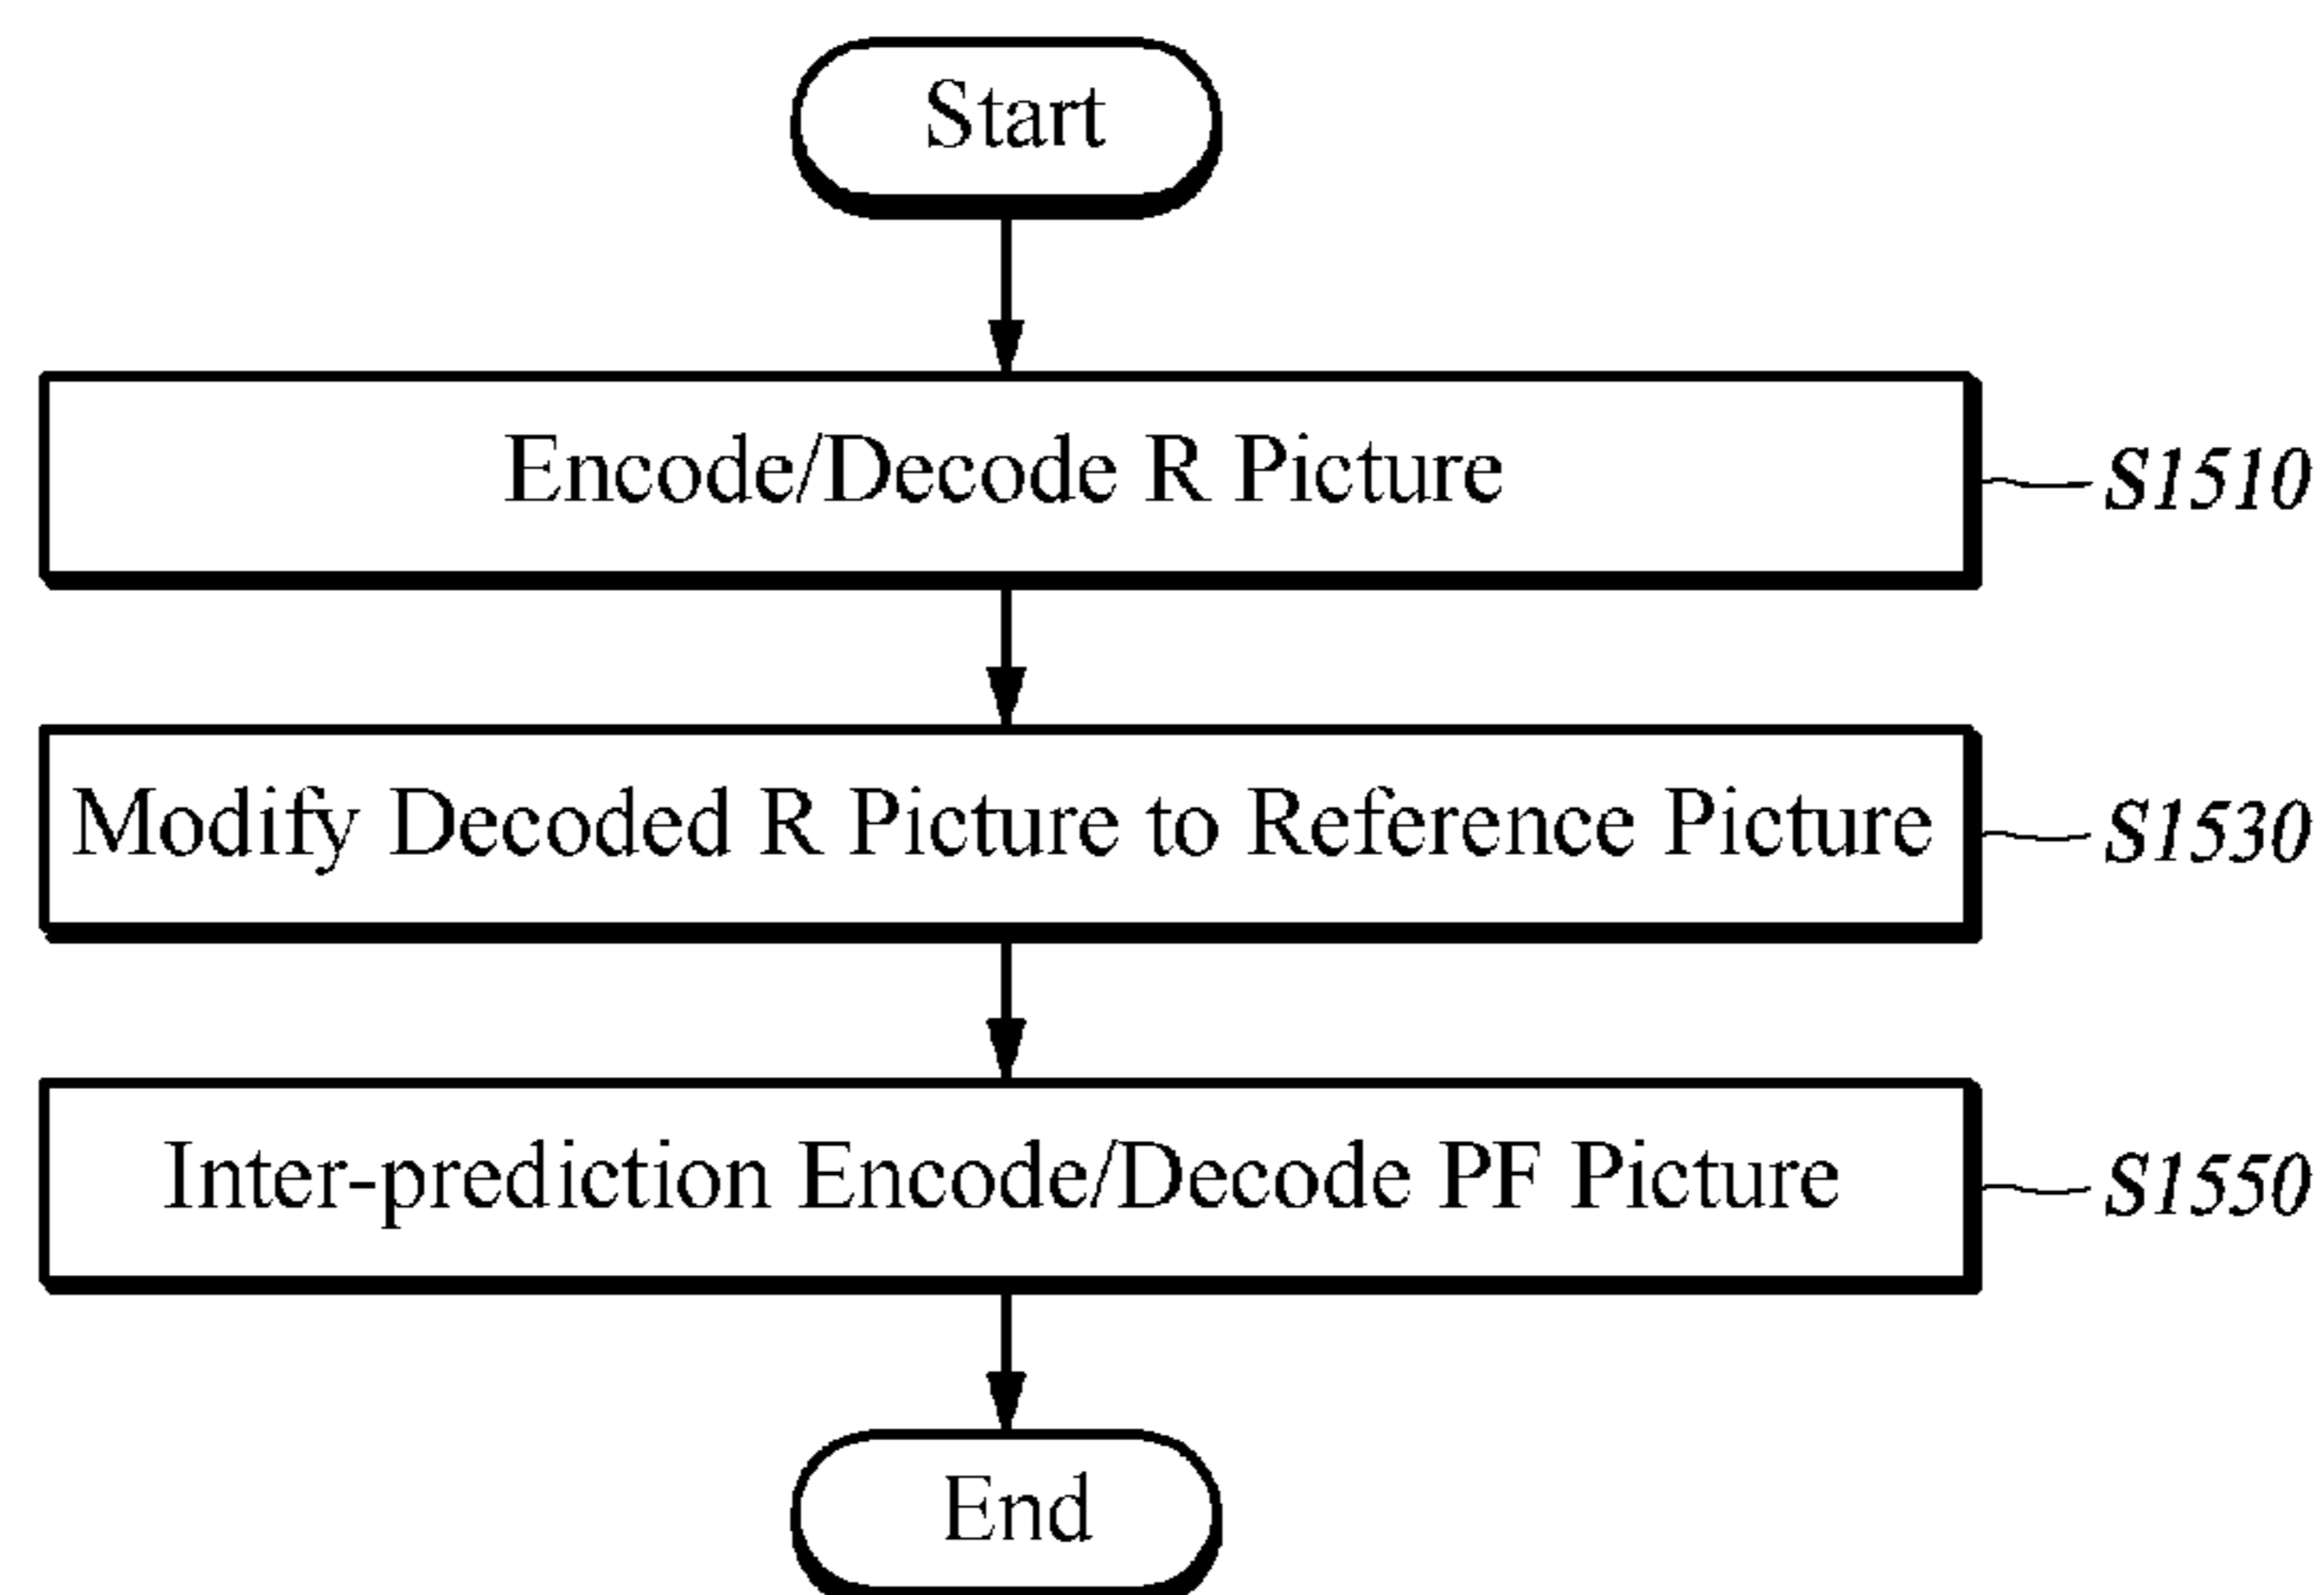 Start
Encode/Decode R Picture
S1510
Modify Decoded R Picture to Reference Picture
S1530
Inter-prediction Encode/Decode PF Picture
S1550
End